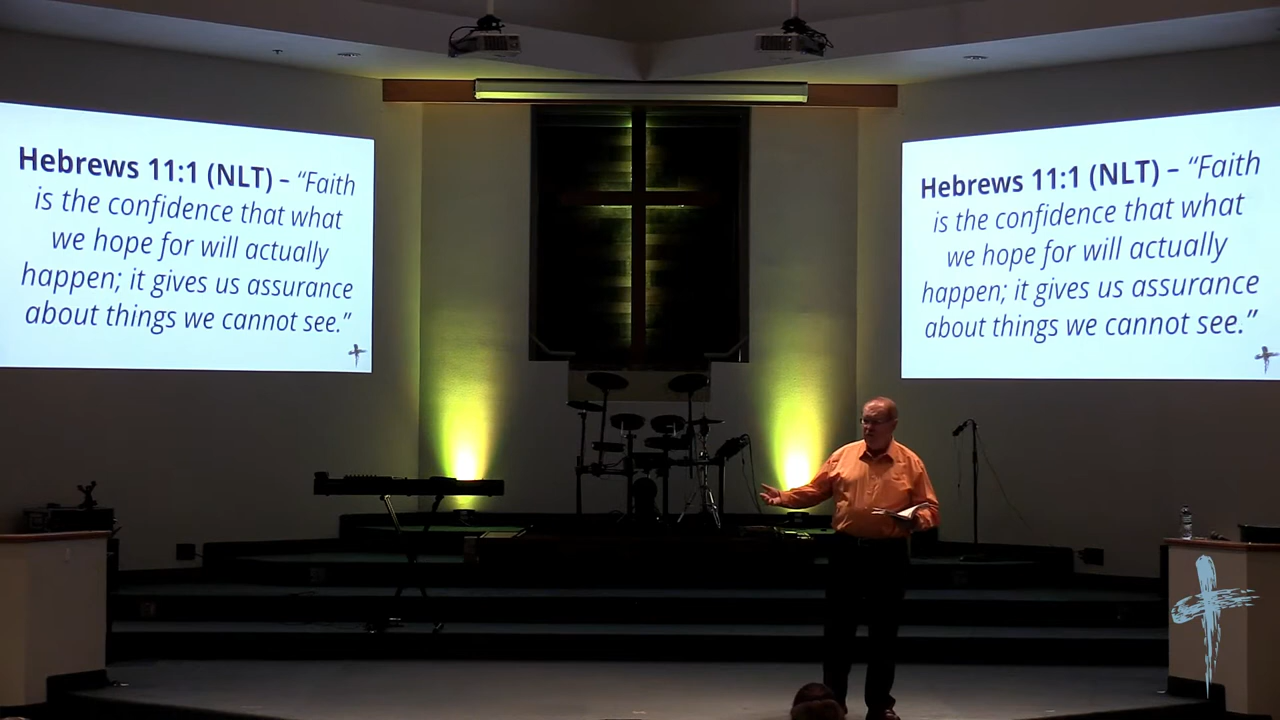 Hebrews 11:1 (NLT) – “Faith
is the confidence that what
we hope for will actually
happen; it gives us assurance
about things we cannot see.”
Hebrews 11:1 (NLT) – “Faith
is the confidence that what
we hope for will actually
happen; it gives us assurance
about things we cannot see.”